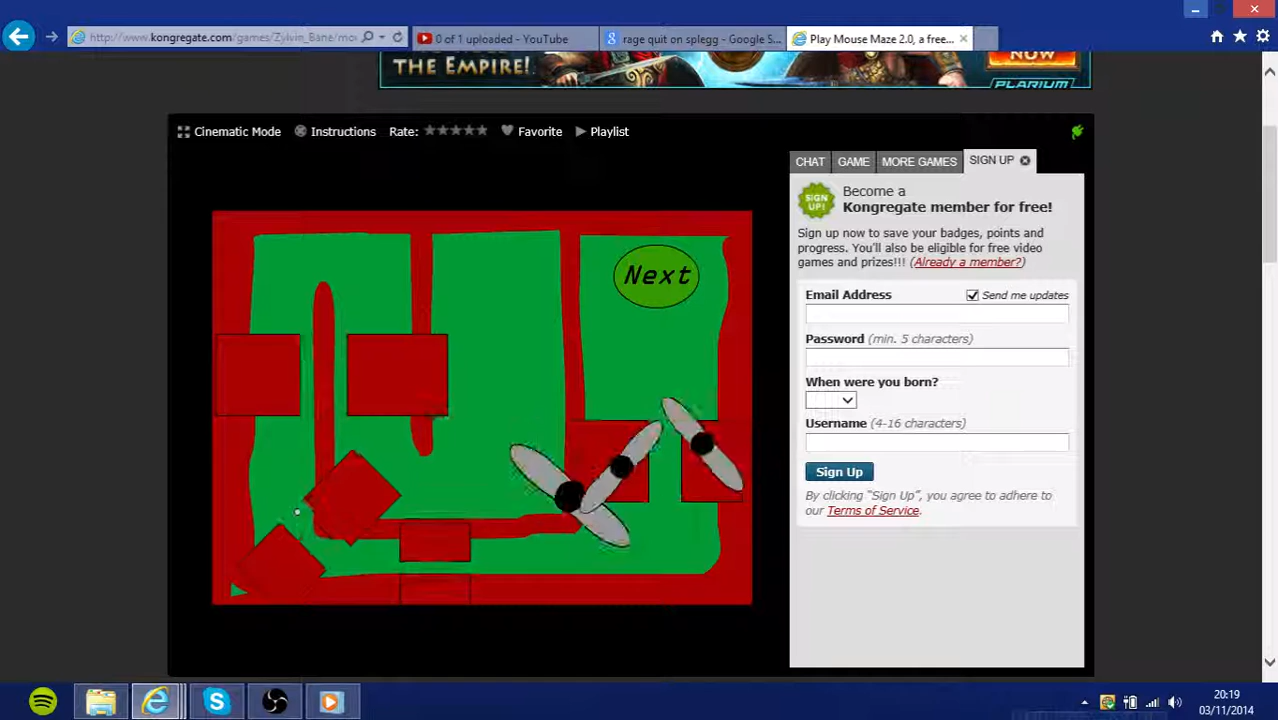 http://www.kongregate.com/games/Zylvin_Bane/mou
0 of 1 uploaded - YouTube
rage quit on splegg - Google S...
Play Mouse Maze 2.0, a free...
THE EMPIRE!
NOW
PLARIUM
Cinematic Mode
Instructions
Rate:
Favorite
Playlist
CHAT
GAME
MORE GAMES
SIGN UP
SIGN UP!
Become a
Kongregate member for free!
Sign up now to save your badges, points and
progress. You'll also be eligible for free video
games and prizes!!! (Already a member?)
Next
Email Address
Send me updates
Password (min. 5 characters)
When were you born?
Username (4-16 characters)
Sign Up
By clicking "Sign Up", you agree to adhere to
our Terms of Service.
20:19
03/11/2014